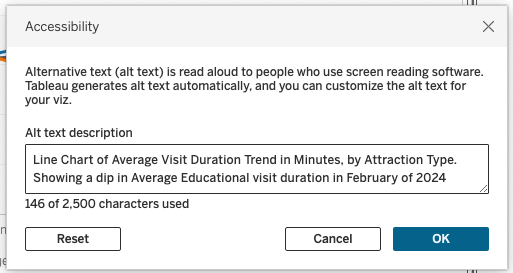 Accessibility
Alternative text (alt text) is read aloud to people who use screen reading software.
Tableau generates alt text automatically, and you can customize the alt text for
your viz.
Alt text description
Line Chart of Average Visit Duration Trend in Minutes, by Attraction Type.
Showing a dip in Average Educational visit duration in February of 2024
146 of 2,500 characters used
Reset
Cancel
OK